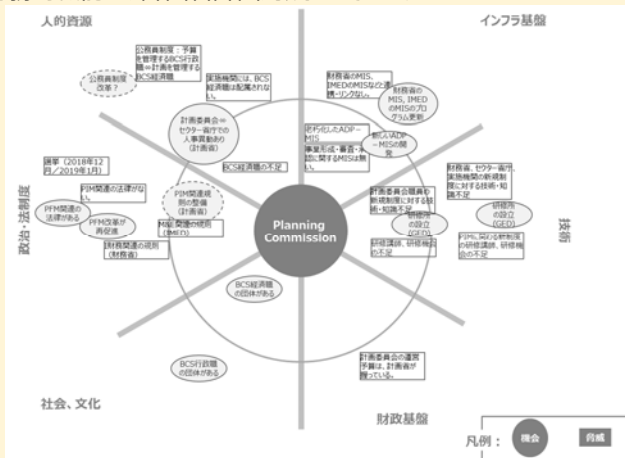 人的資源
インフラ基盤
公務員制度
改革？
公務員制度：予算
を管理するBCS行政
職⇔計画を管理する
BCS経済職
実施機関には、BCS
経済職は配属されな
い。
財務省のMIS、
IMEDのMISなどと連
携・リンクなし。
財務省の
MIS、IMED
のMISのプロ
グラム更新
計画委員会⇔
セクター省庁での
人事異動あり
(計画省)
老朽化したADP－
MIS
事業形成・審査・承
認に関するMISは無い。
新しいADP－
MISの開
発
選挙（2018年12
月／2019年1月）
BCS経済職の不足
PIM関連の法律がな
い。
PIM関連規
則の整備
(計画省)
PFM関連の
法律がある
PFM改革が
再促進
M&E関連の規則
(IMED)
財務関連の規則
(財務省)
政治・法制度
Planning
Commission
計画委員会職員の
新規制度に対する技
術・知識不足
研修所
の設立
(GED)
研修講師、研修機会
の不足
財務省、セクター省庁、
実施機関の新規制
度に対する技術・知
識不足
研修所
の設立
(GED)
PIMに関わる新制度
の研修講師、研修機
会の不足
技術
BCS経済職
の団体がある
BCS行政職
の団体がある
計画委員会の運営
予算は、計画省が
握っている。
社会、文化
財政基盤
凡例：
機会
脅威